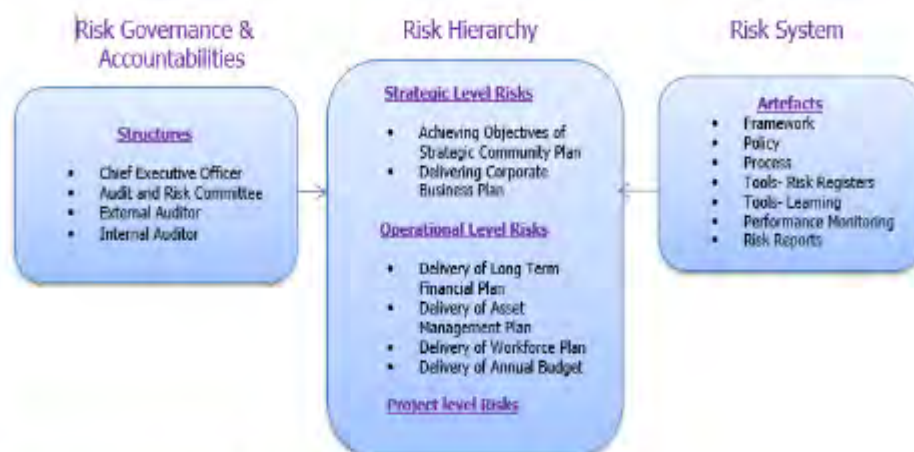 Risk Governance &
Accountabilities
Structures
• Chief Executive Officer
• Audit and Risk Committee
• External Auditor
• Internal Auditor
Risk Hierarchy
Strategic Level Risks
• Achieving Objectives of
Strategic Community Plan
• Delivering Corporate
Business Plan
Operational Level Risks
• Delivery of Long Term
Financial Plan
• Delivery of Asset
Management Plan
• Delivery of Workforce Plan
• Delivery of Annual Budget
Project level Risks
Risk System
Artefacts
• Framework
• Policy
• Process
• Tools- Risk Registers
• Tools- Learning
• Performance Monitoring
• Risk Reports